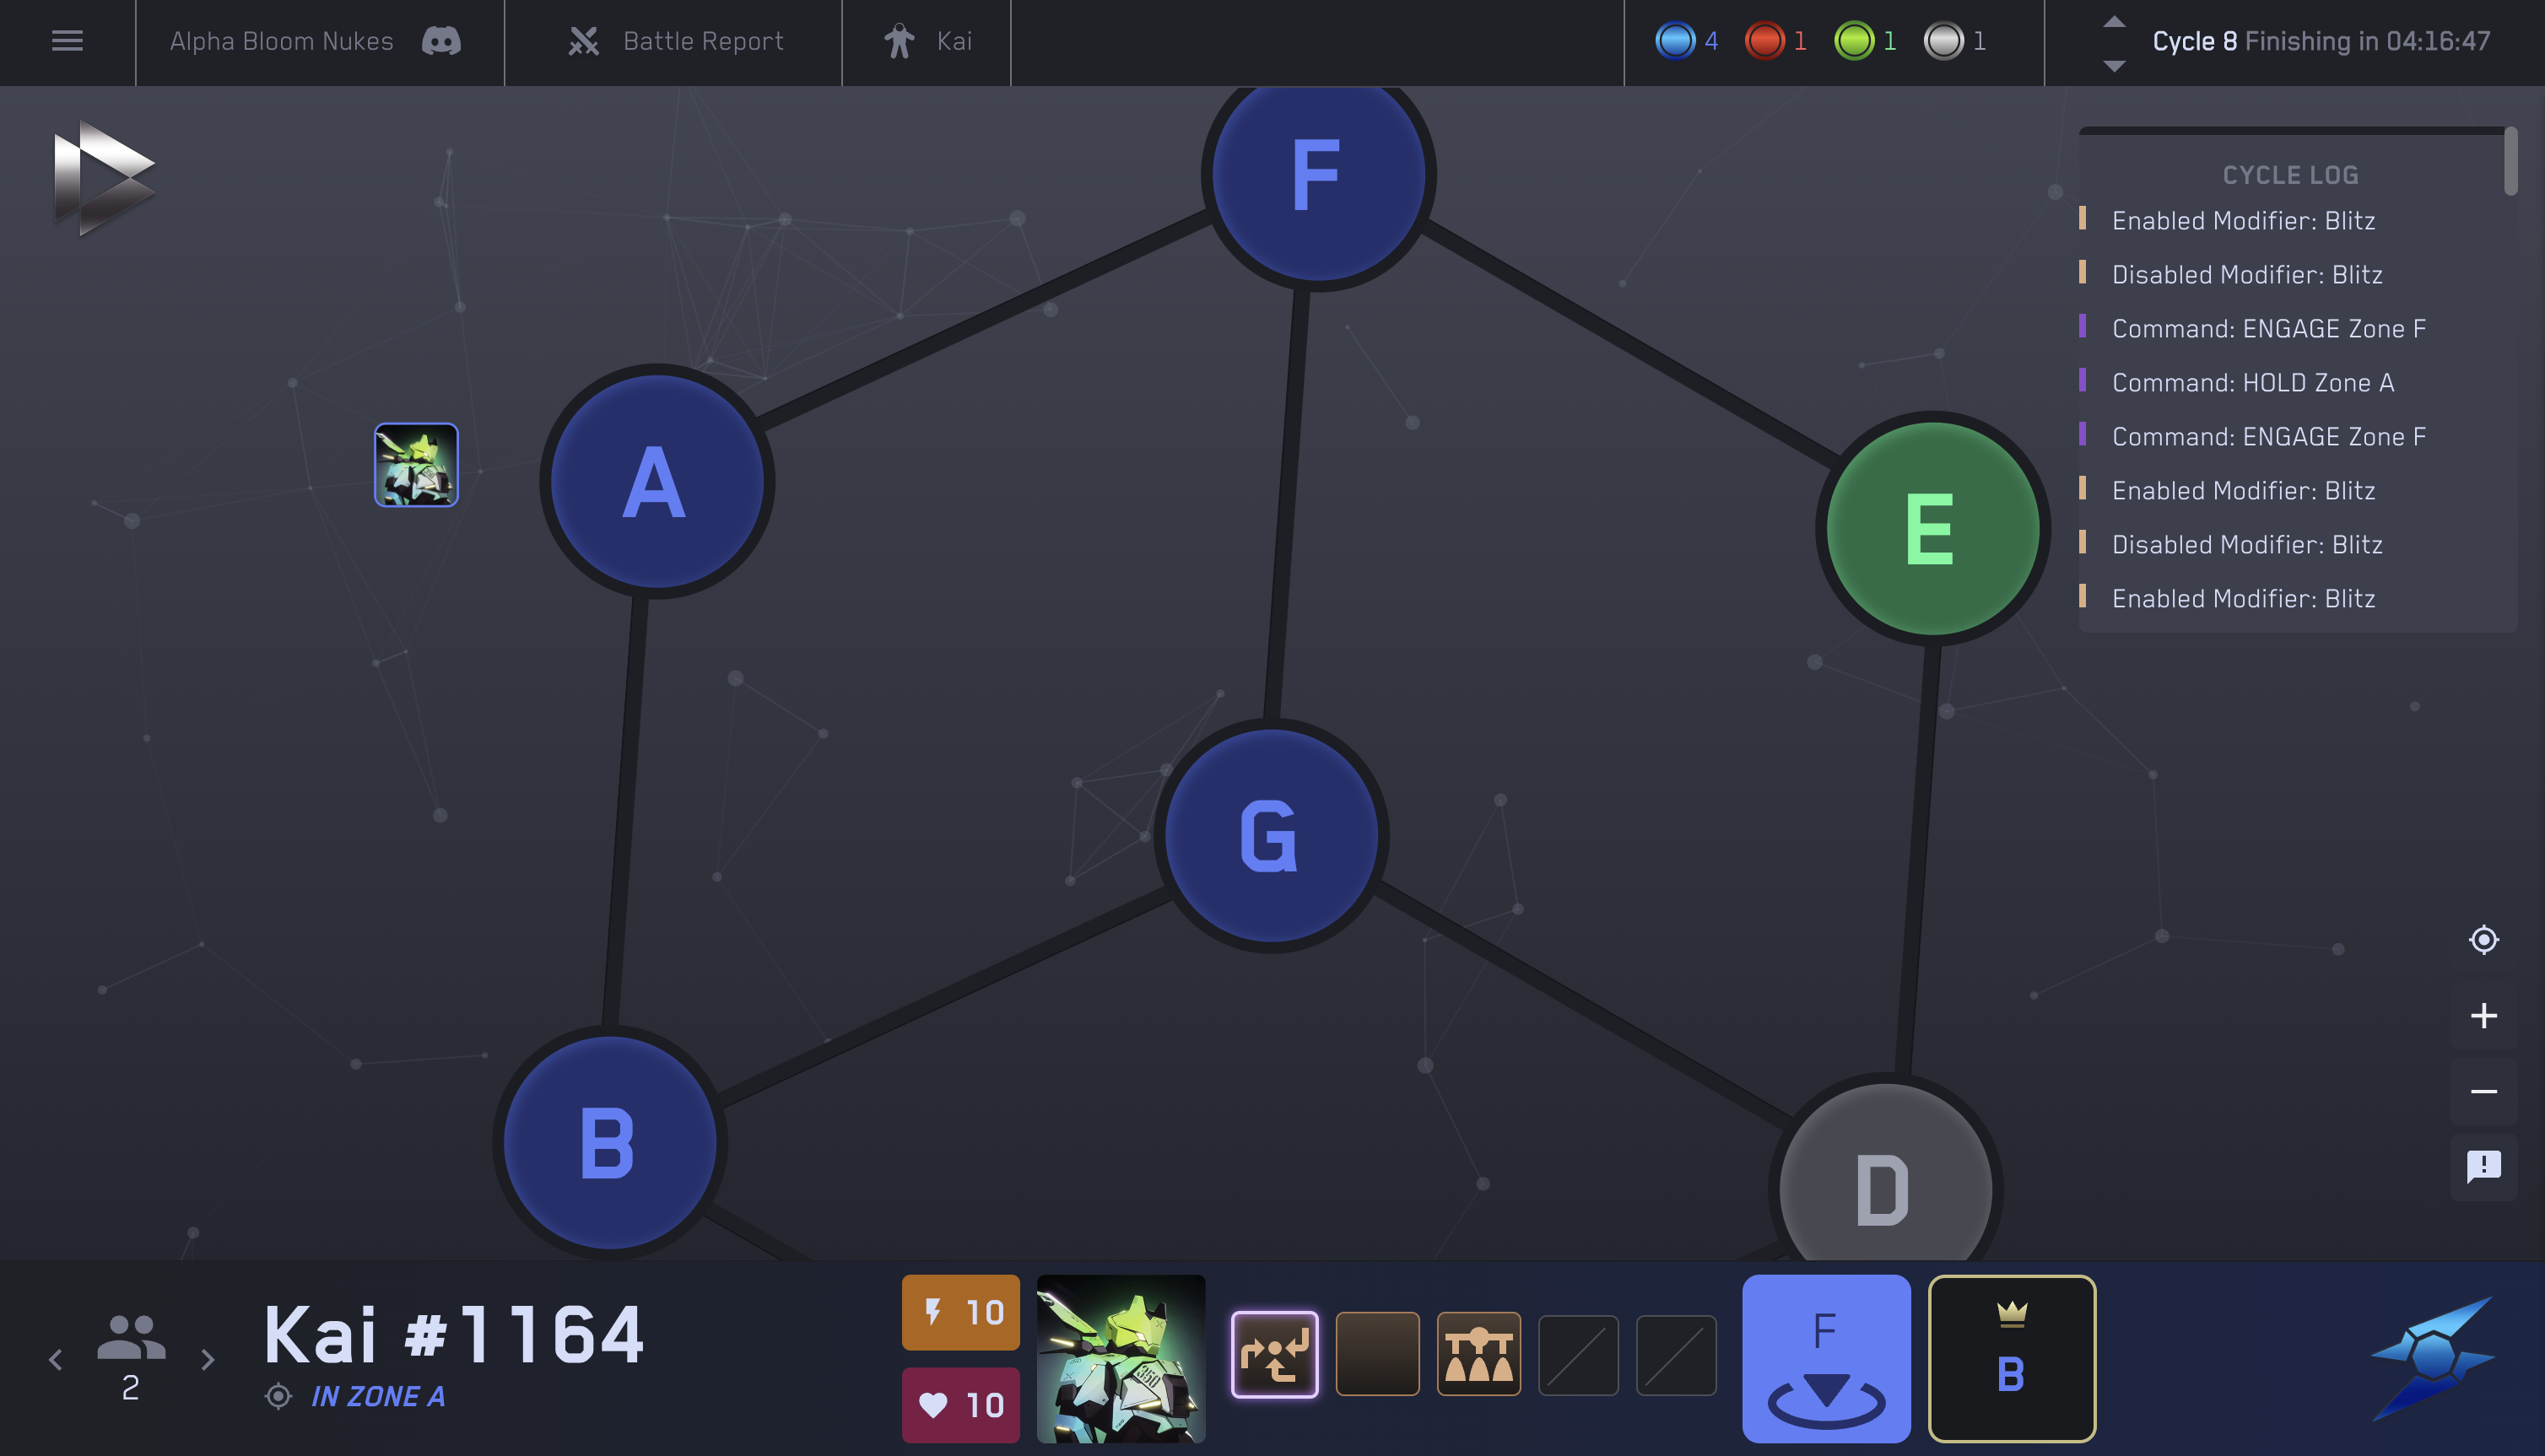 Alpha Bloom Nukes
Battle Report
Kai
4
1
1
1
Cycle 8 Finishing in 04:16:47
CYCLE LOG
Enabled Modifier: Blitz
Disabled Modifier: Blitz
Command: ENGAGE Zone F
Command: HOLD Zone A
Command: ENGAGE Zone F
Enabled Modifier: Blitz
Disabled Modifier: Blitz
Enabled Modifier: Blitz
F
A
E
G
B
D
2
Kai #1164
IN ZONE A
10
10
350
F
B